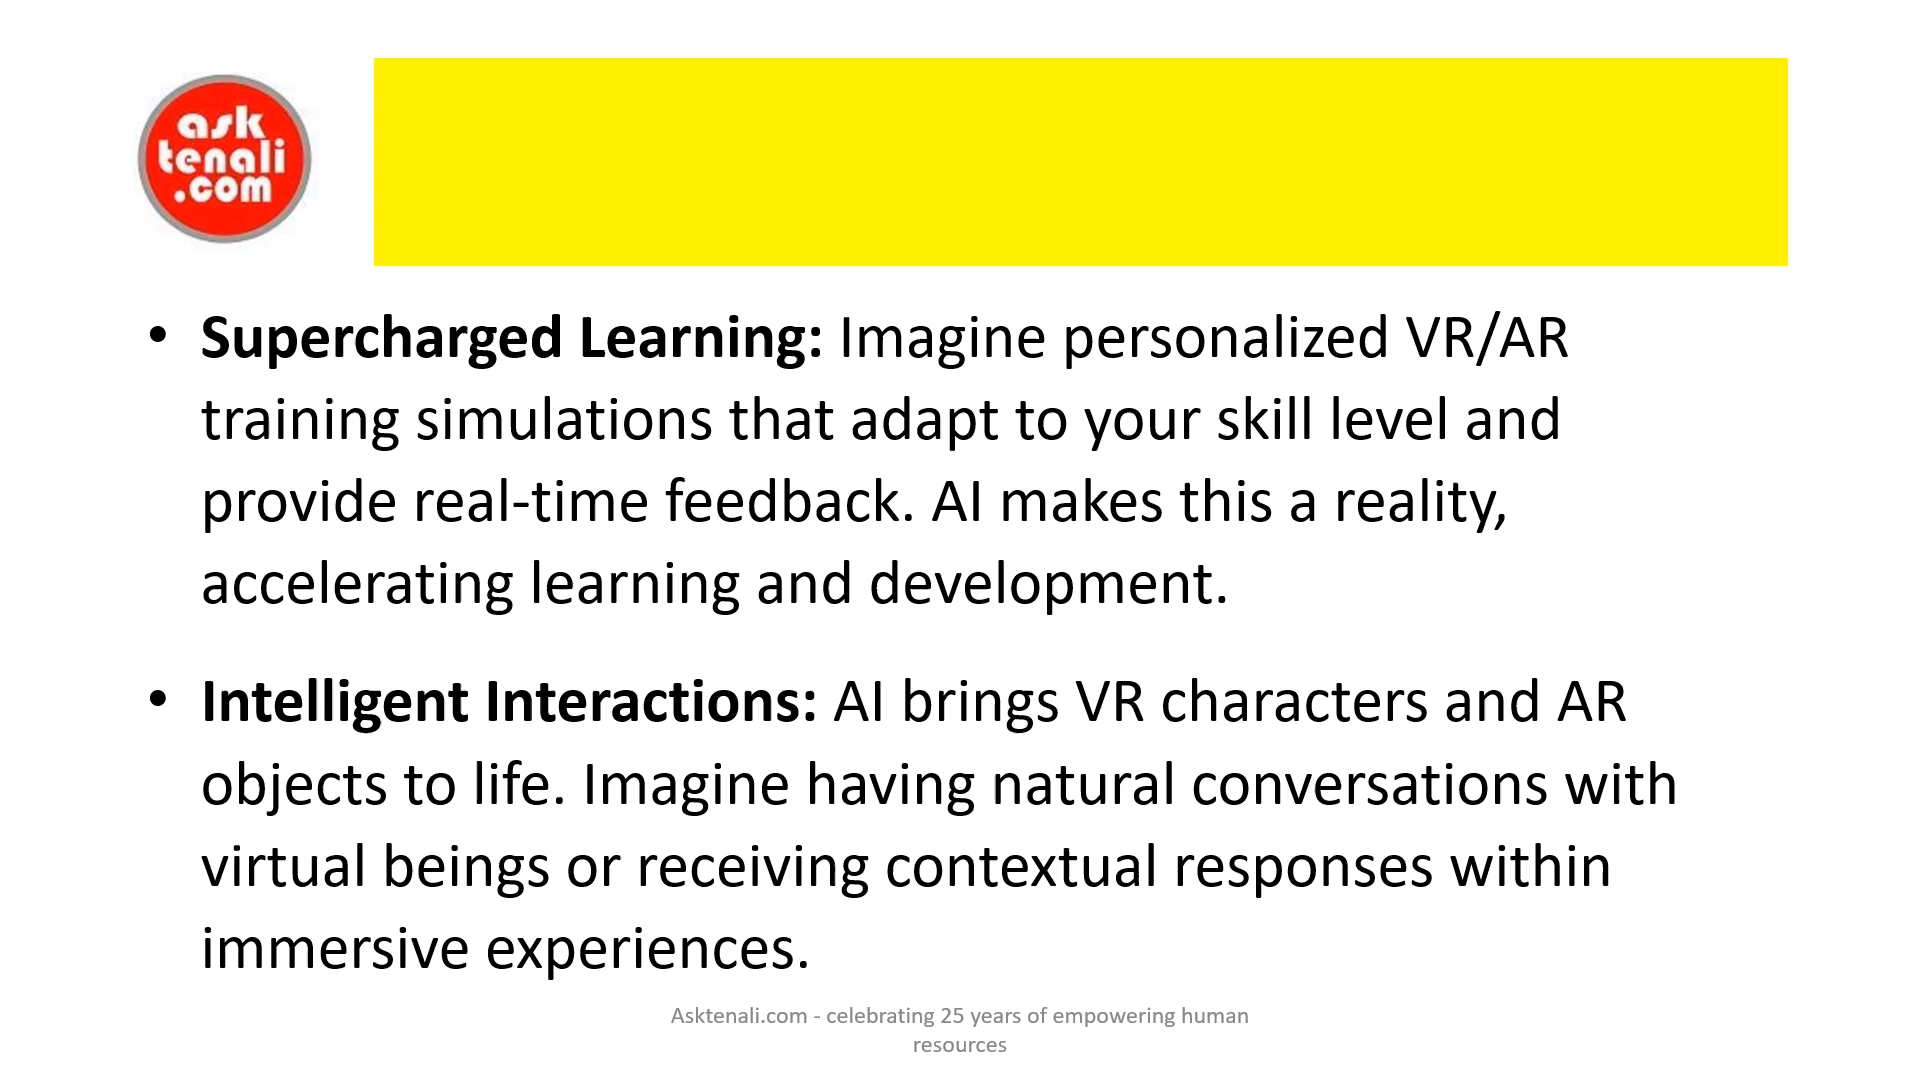 ask
tenali
.com
• Supercharged Learning: Imagine personalized VR/AR
training simulations that adapt to your skill level and
provide real-time feedback. AI makes this a reality,
accelerating learning and development.
• Intelligent Interactions: AI brings VR characters and AR
objects to life. Imagine having natural conversations with
virtual beings or receiving contextual responses within
immersive experiences.
Asktenali.com - celebrating 25 years of empowering human
resources